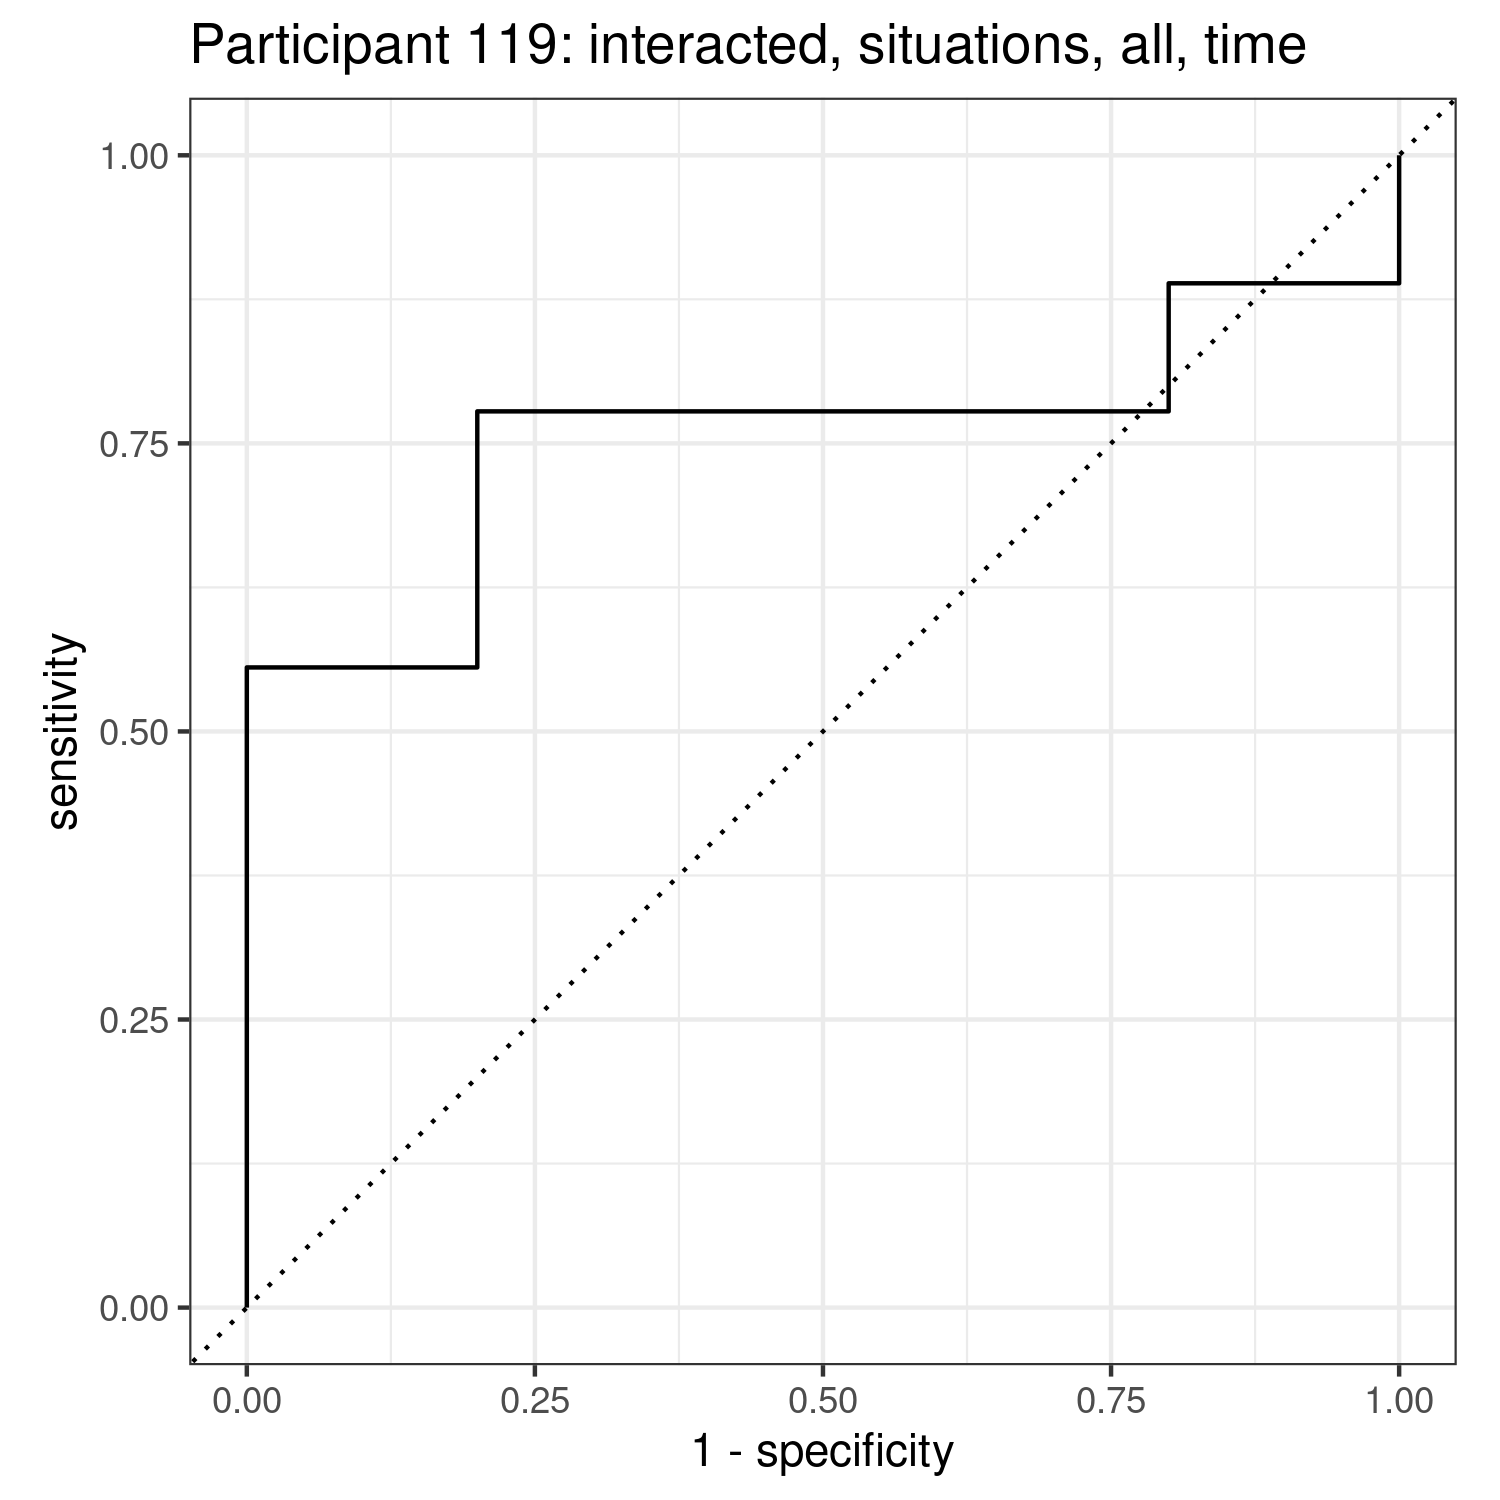 Participant 119: interacted, situations, all, time
1.00
0.75
0.50
0.25
0.00
sensitivity
0.00 0.25 0.50 0.75 1.00
1 - specificity